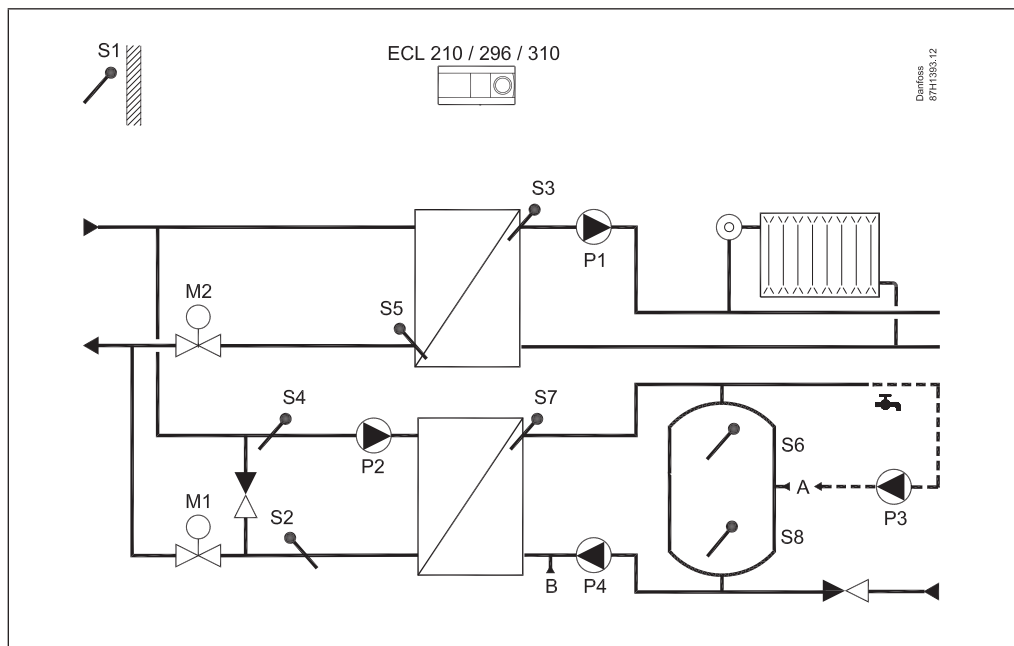 S1
ECL 210 / 296 / 310
Danfoss
87H1393.12
S3
P1
M2
S5
S4
S7
P2
S6
A
P3
M1
S2
S8
B
P4